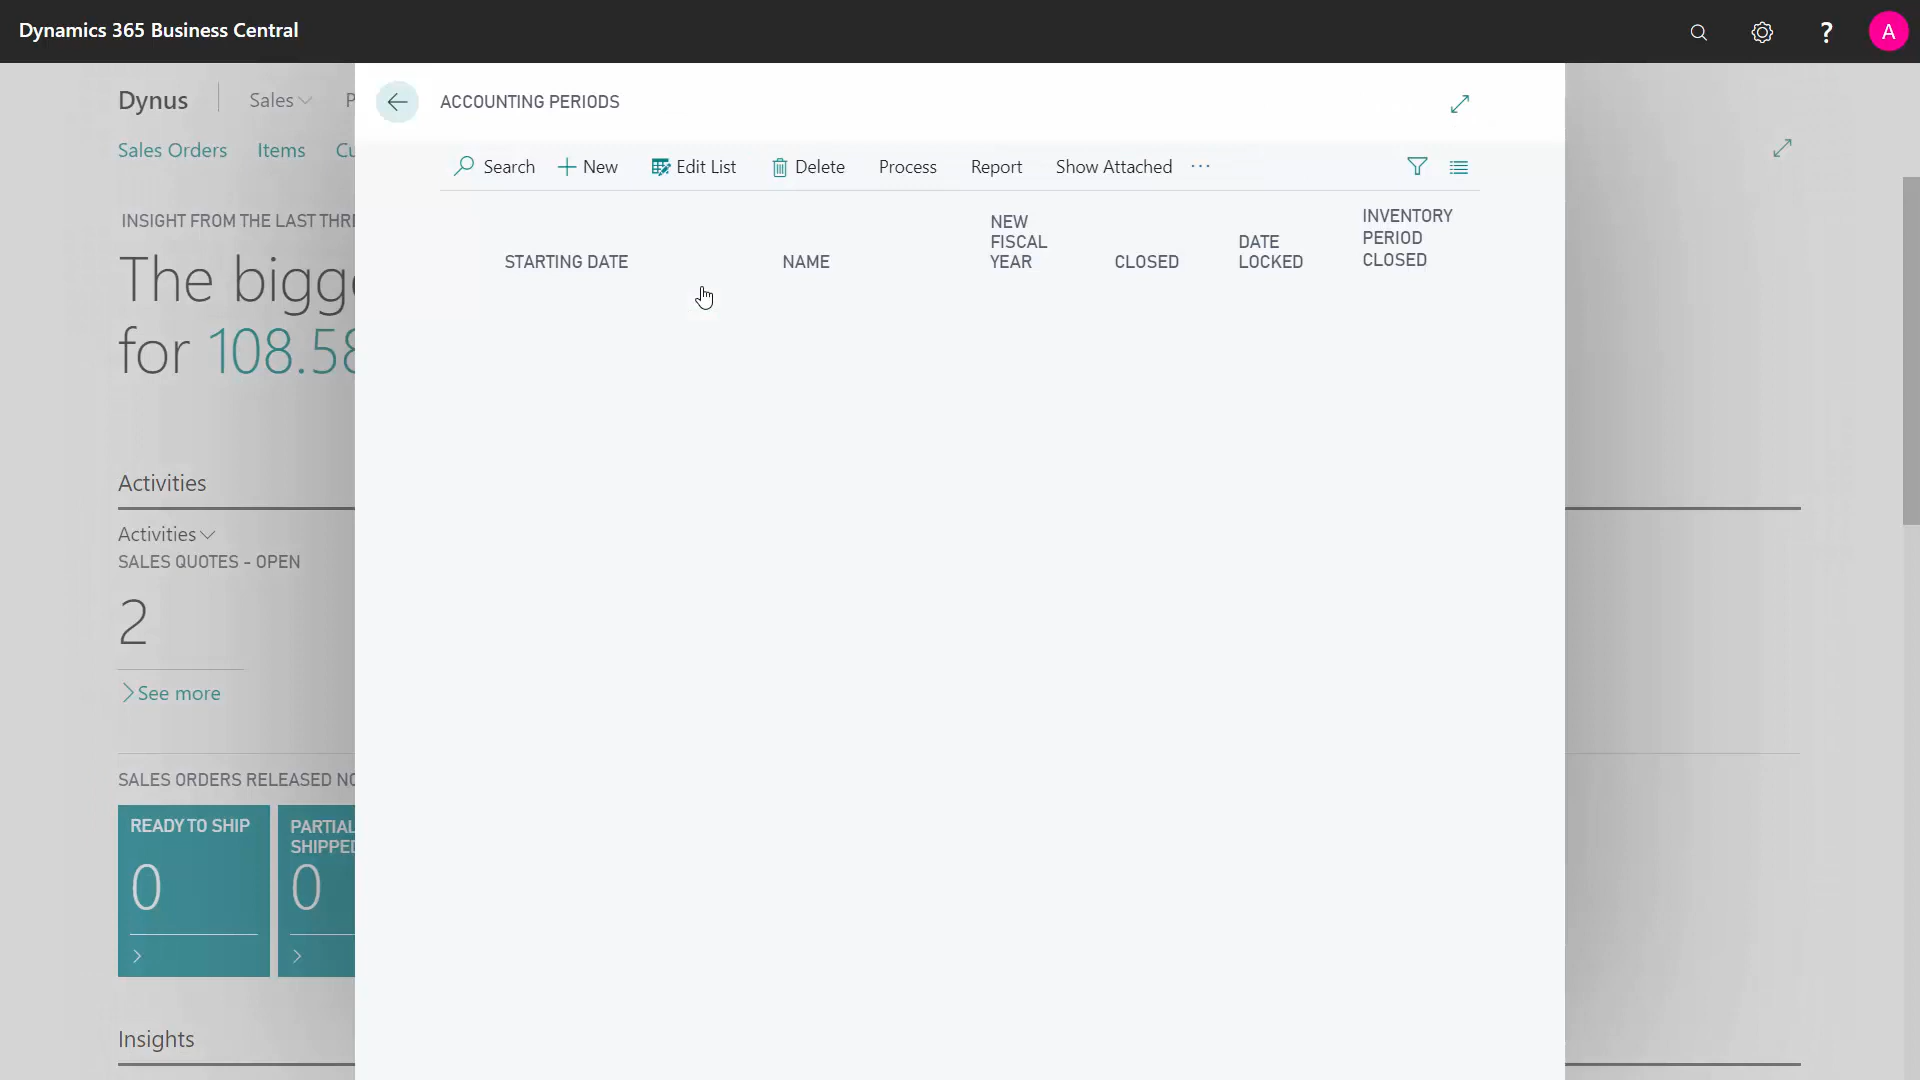 Dynamics 365 Business Central
?
A
Dynus
Sales
P
Sales Orders
Items
Cu
ACCOUNTING PERIODS
Search
New
Edit List
Delete
Process
Report
Show Attached
...
STARTING DATE
NAME
NEW
FISCAL
YEAR
CLOSED
DATE
LOCKED
INVENTORY
PERIOD
CLOSED
INSIGHT FROM THE LAST THRE
The bigge
for 108.58
Activities
Activities
SALES QUOTES - OPEN
2
See more
SALES ORDERS RELEASED NO
READY TO SHIP
0
PARTIAL
SHIPPED
0
Insights